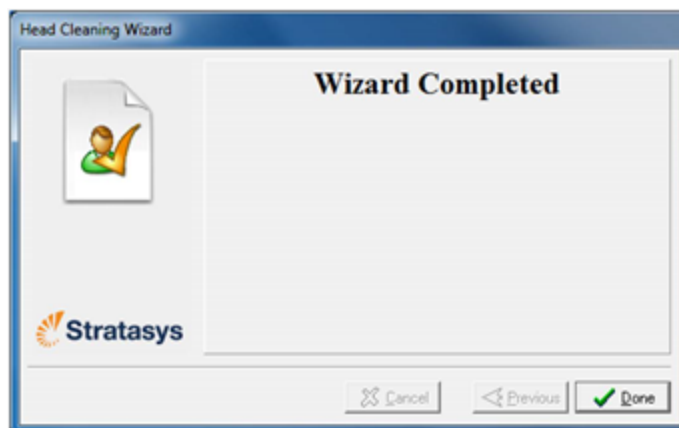 Head Cleaning Wizard
Wizard Completed
Stratasys
Cancel
Previous
Done